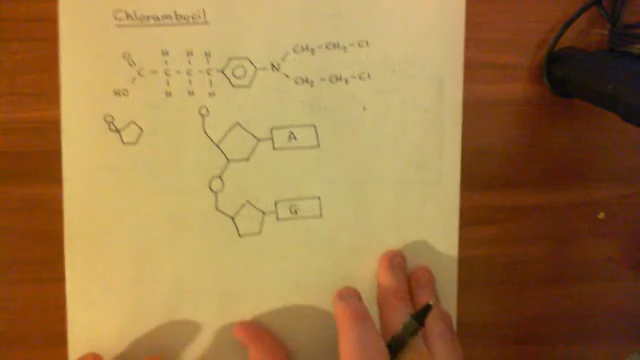 Chlorambucil
H H H
O CH₂-CH₂-Cl
C - C - C - C N
HO H H H CH₂-CH₂-Cl
A
G